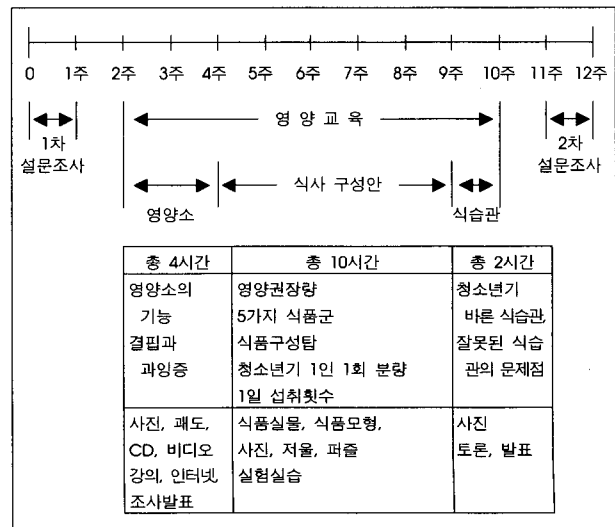 0 1주 2주 3주 4주 5주 6주 7주 8주 9주 10주 11주 12주
1차
설문조사
영 양 교 육
2차
설문조사
영양소
식사 구성안
식습관
총 4시간
영양소의
기능
결핍과
과잉증
총 10시간
영양권장량
5가지 식품군
식품구성탑
청소년기 1인 1회 분량
1일 섭취횟수
총 2시간
청소년기
바른 식습관,
잘못된 식습
관의 문제점
사진, 괘도,
CD, 비디오
강의, 인터넷,
조사발표
식품실물, 식품모형,
사진, 저울, 퍼즐
실험실습
사진
토론, 발표